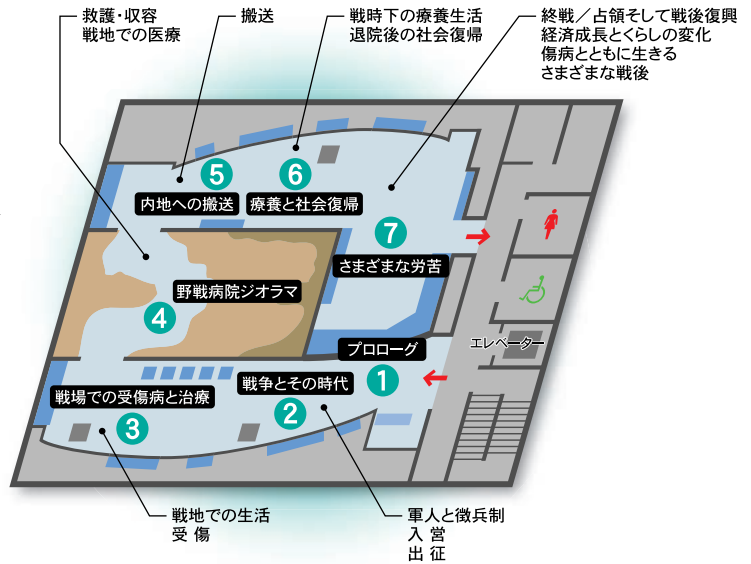 救護・収容
戦地での医療
搬送
戦時下の療養生活
退院後の社会復帰
終戦／占領そして戦後復興
経済成長とくらしの変化
傷病とともに生きる
さまざまな戦後
5
内地への搬送
6
療養と社会復帰
7
さまざまな労苦
野戦病院ジオラマ
4
エレベーター
プロローグ
1
戦争とその時代
2
戦場での受傷病と治療
3
戦地での生活
受 傷
軍人と徴兵制
入 営
出 征